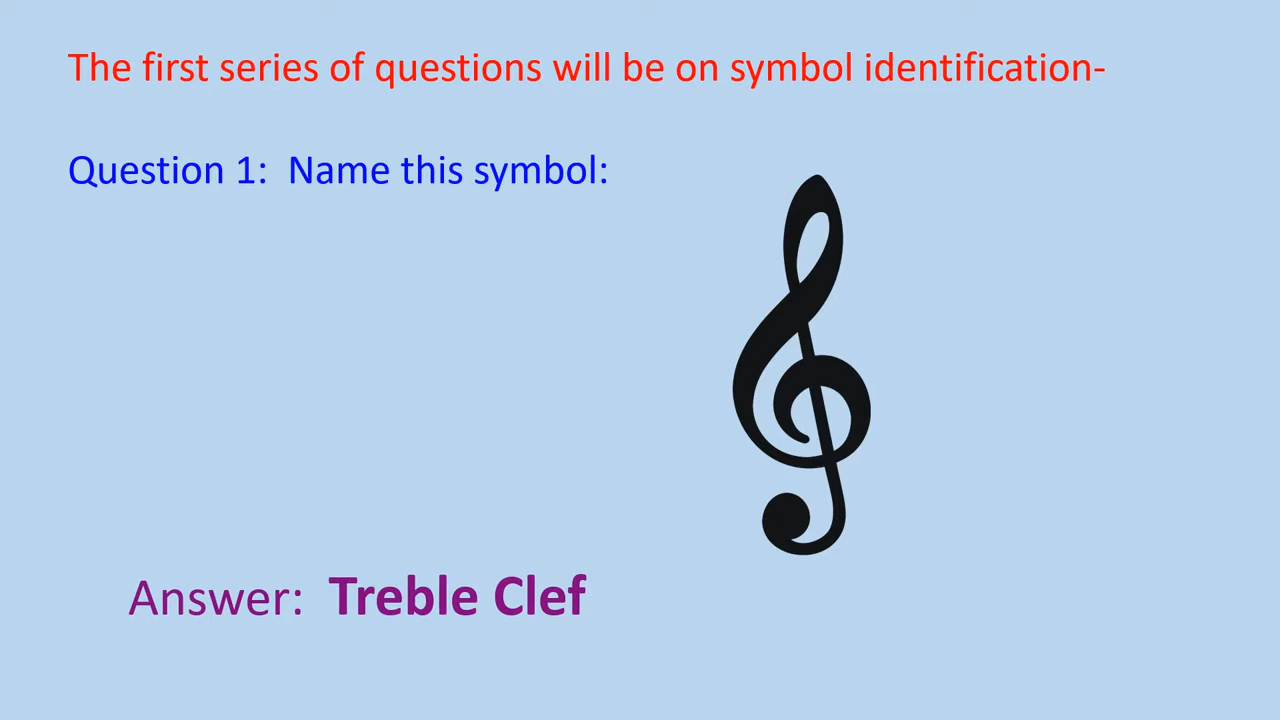 The first series of questions will be on symbol identification-
Question 1:  Name this symbol:
Answer:  Treble Clef